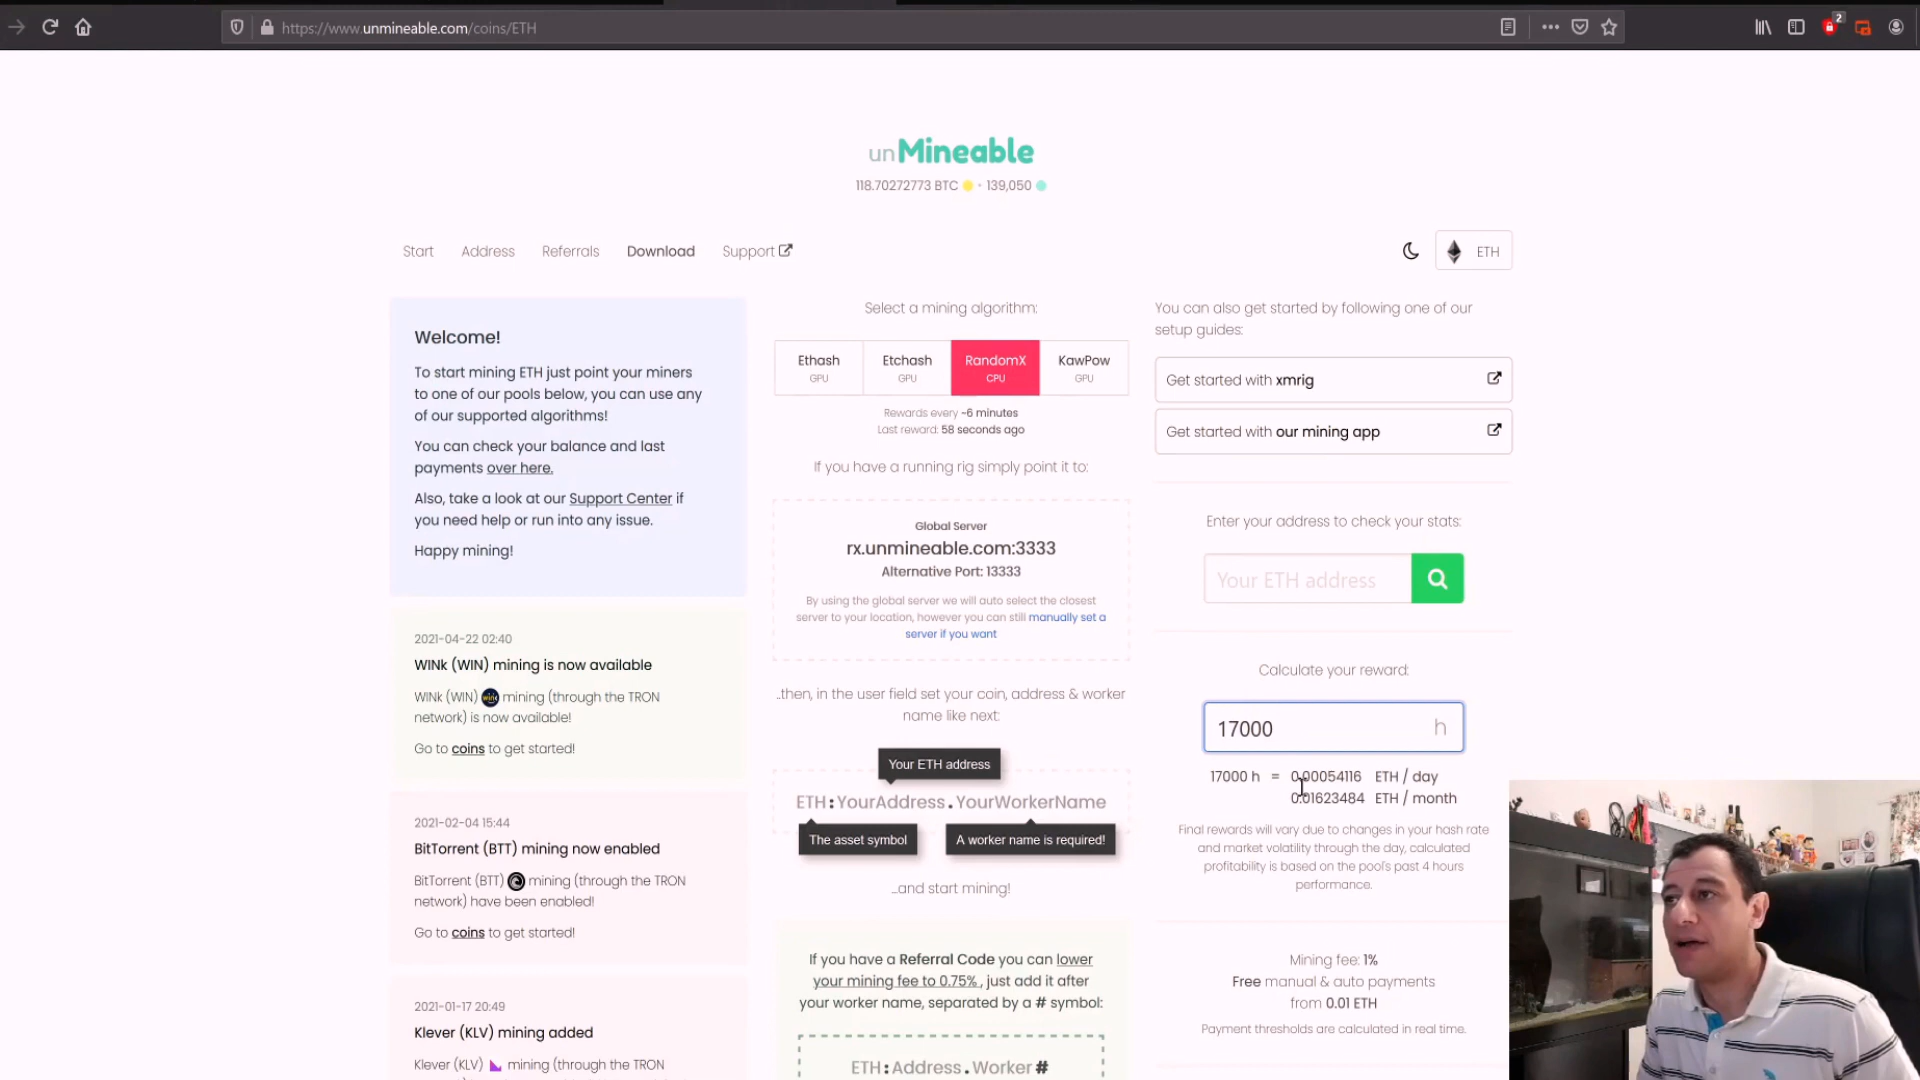 https://www.unmineable.com/coins/ETH
2
unMineable
118.70272773 BTC · 139,050
Start
Address
Referrals
Download
Support
ETH
Welcome!
To start mining ETH just point your miners
to one of our pools below, you can use any
of our supported algorithms!
You can check your balance and last
payments over here.
Also, take a look at our Support Center if
you need help or run into any issue.
Happy mining!
2021-04-22 02:40
WINk (WIN) mining is now available
WINk (WIN) mining (through the TRON
network) is now available!
Go to coins to get started!
2021-02-04 15:44
BitTorrent (BTT) mining now enabled
BitTorrent (BTT) mining (through the TRON
network) have been enabled!
Go to coins to get started!
2021-01-17 20:49
Klever (KLV) mining added
Klever (KLV) mining (through the TRON
Select a mining algorithm:
Ethash
GPU
Etchash
GPU
RandomX
CPU
KawPow
GPU
Rewards every ~6 minutes
Last reward: 58 seconds ago
If you have a running rig simply point it to:
Global Server
rx.unmineable.com:3333
Alternative Port: 13333
By using the global server we will auto select the closest
server to your location, however you can still manually set a
server if you want
..then, in the user field set your coin, address & worker
name like next:
Your ETH address
ETH:YourAddress.YourWorkerName
The asset symbol
A worker name is required!
...and start mining!
If you have a Referral Code you can lower
your mining fee to 0.75% , just add it after
your worker name, separated by a # symbol:
ETH:Address.Worker#
You can also get started by following one of our
setup guides:
Get started with xmrig
Get started with our mining app
Enter your address to check your stats:
Your ETH address
Calculate your reward:
17000 h
17000 h = 0.00054116 ETH / day
0.01623484 ETH / month
Final rewards will vary due to changes in your hash rate
and market volatility through the day, calculated
profitability is based on the pool's past 4 hours
performance.
Mining fee: 1%
Free manual & auto payments
from 0.01 ETH
Payment thresholds are calculated in real time.